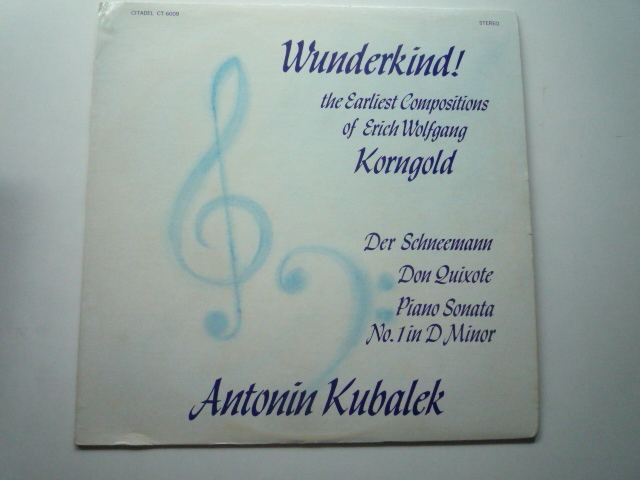 CITADEL CT-6009
STEREO
Wunderkind!
the Earliest Compositions
of Erich Wolfgang
Korngold
Der Schneemann
Don Quixote
Piano Sonata
No. 1 in D Minor
Antonin Kubalek